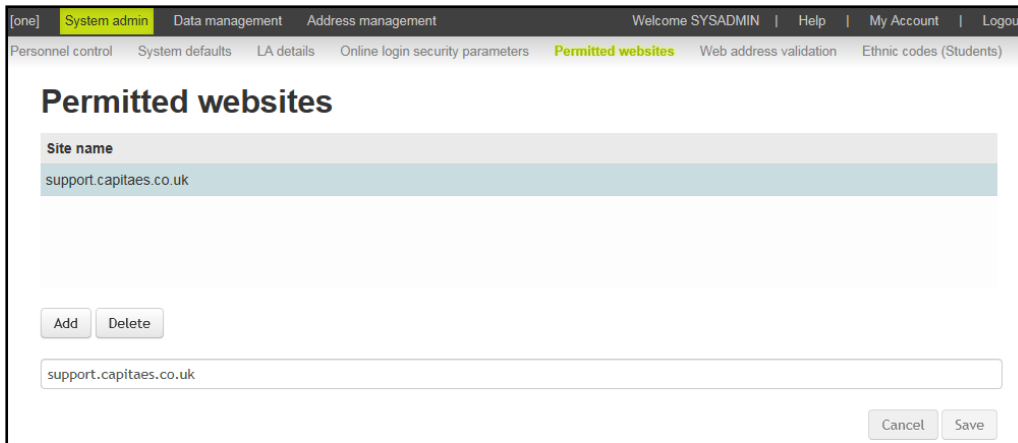 [one] System admin Data management Address management Welcome SYSADMIN | Help | My Account | Logou
Personnel control System defaults LA details Online login security parameters Permitted websites Web address validation Ethnic codes (Students)
Permitted websites
Site name
support.capitaes.co.uk
Add Delete
support.capitaes.co.uk
Cancel Save